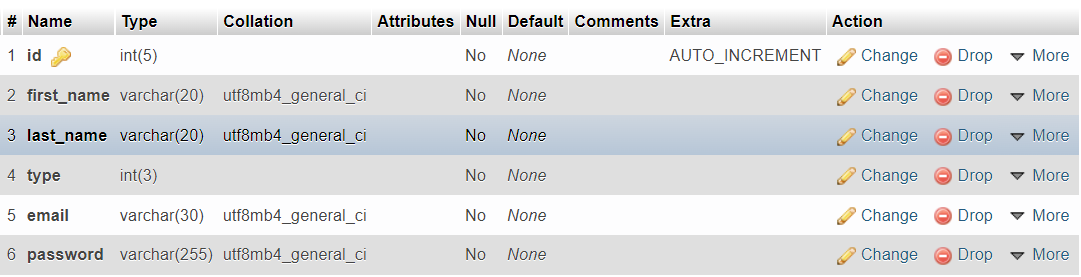 # Name Type Collation Attributes Null Default Comments Extra Action
1 id int(5) No None AUTO_INCREMENT Change Drop More
2 first_name varchar(20) utf8mb4_general_ci No None Change Drop More
3 last_name varchar(20) utf8mb4_general_ci No None Change Drop More
4 type int(3) No None Change Drop More
5 email varchar(30) utf8mb4_general_ci No None Change Drop More
6 password varchar(255) utf8mb4_general_ci No None Change Drop More